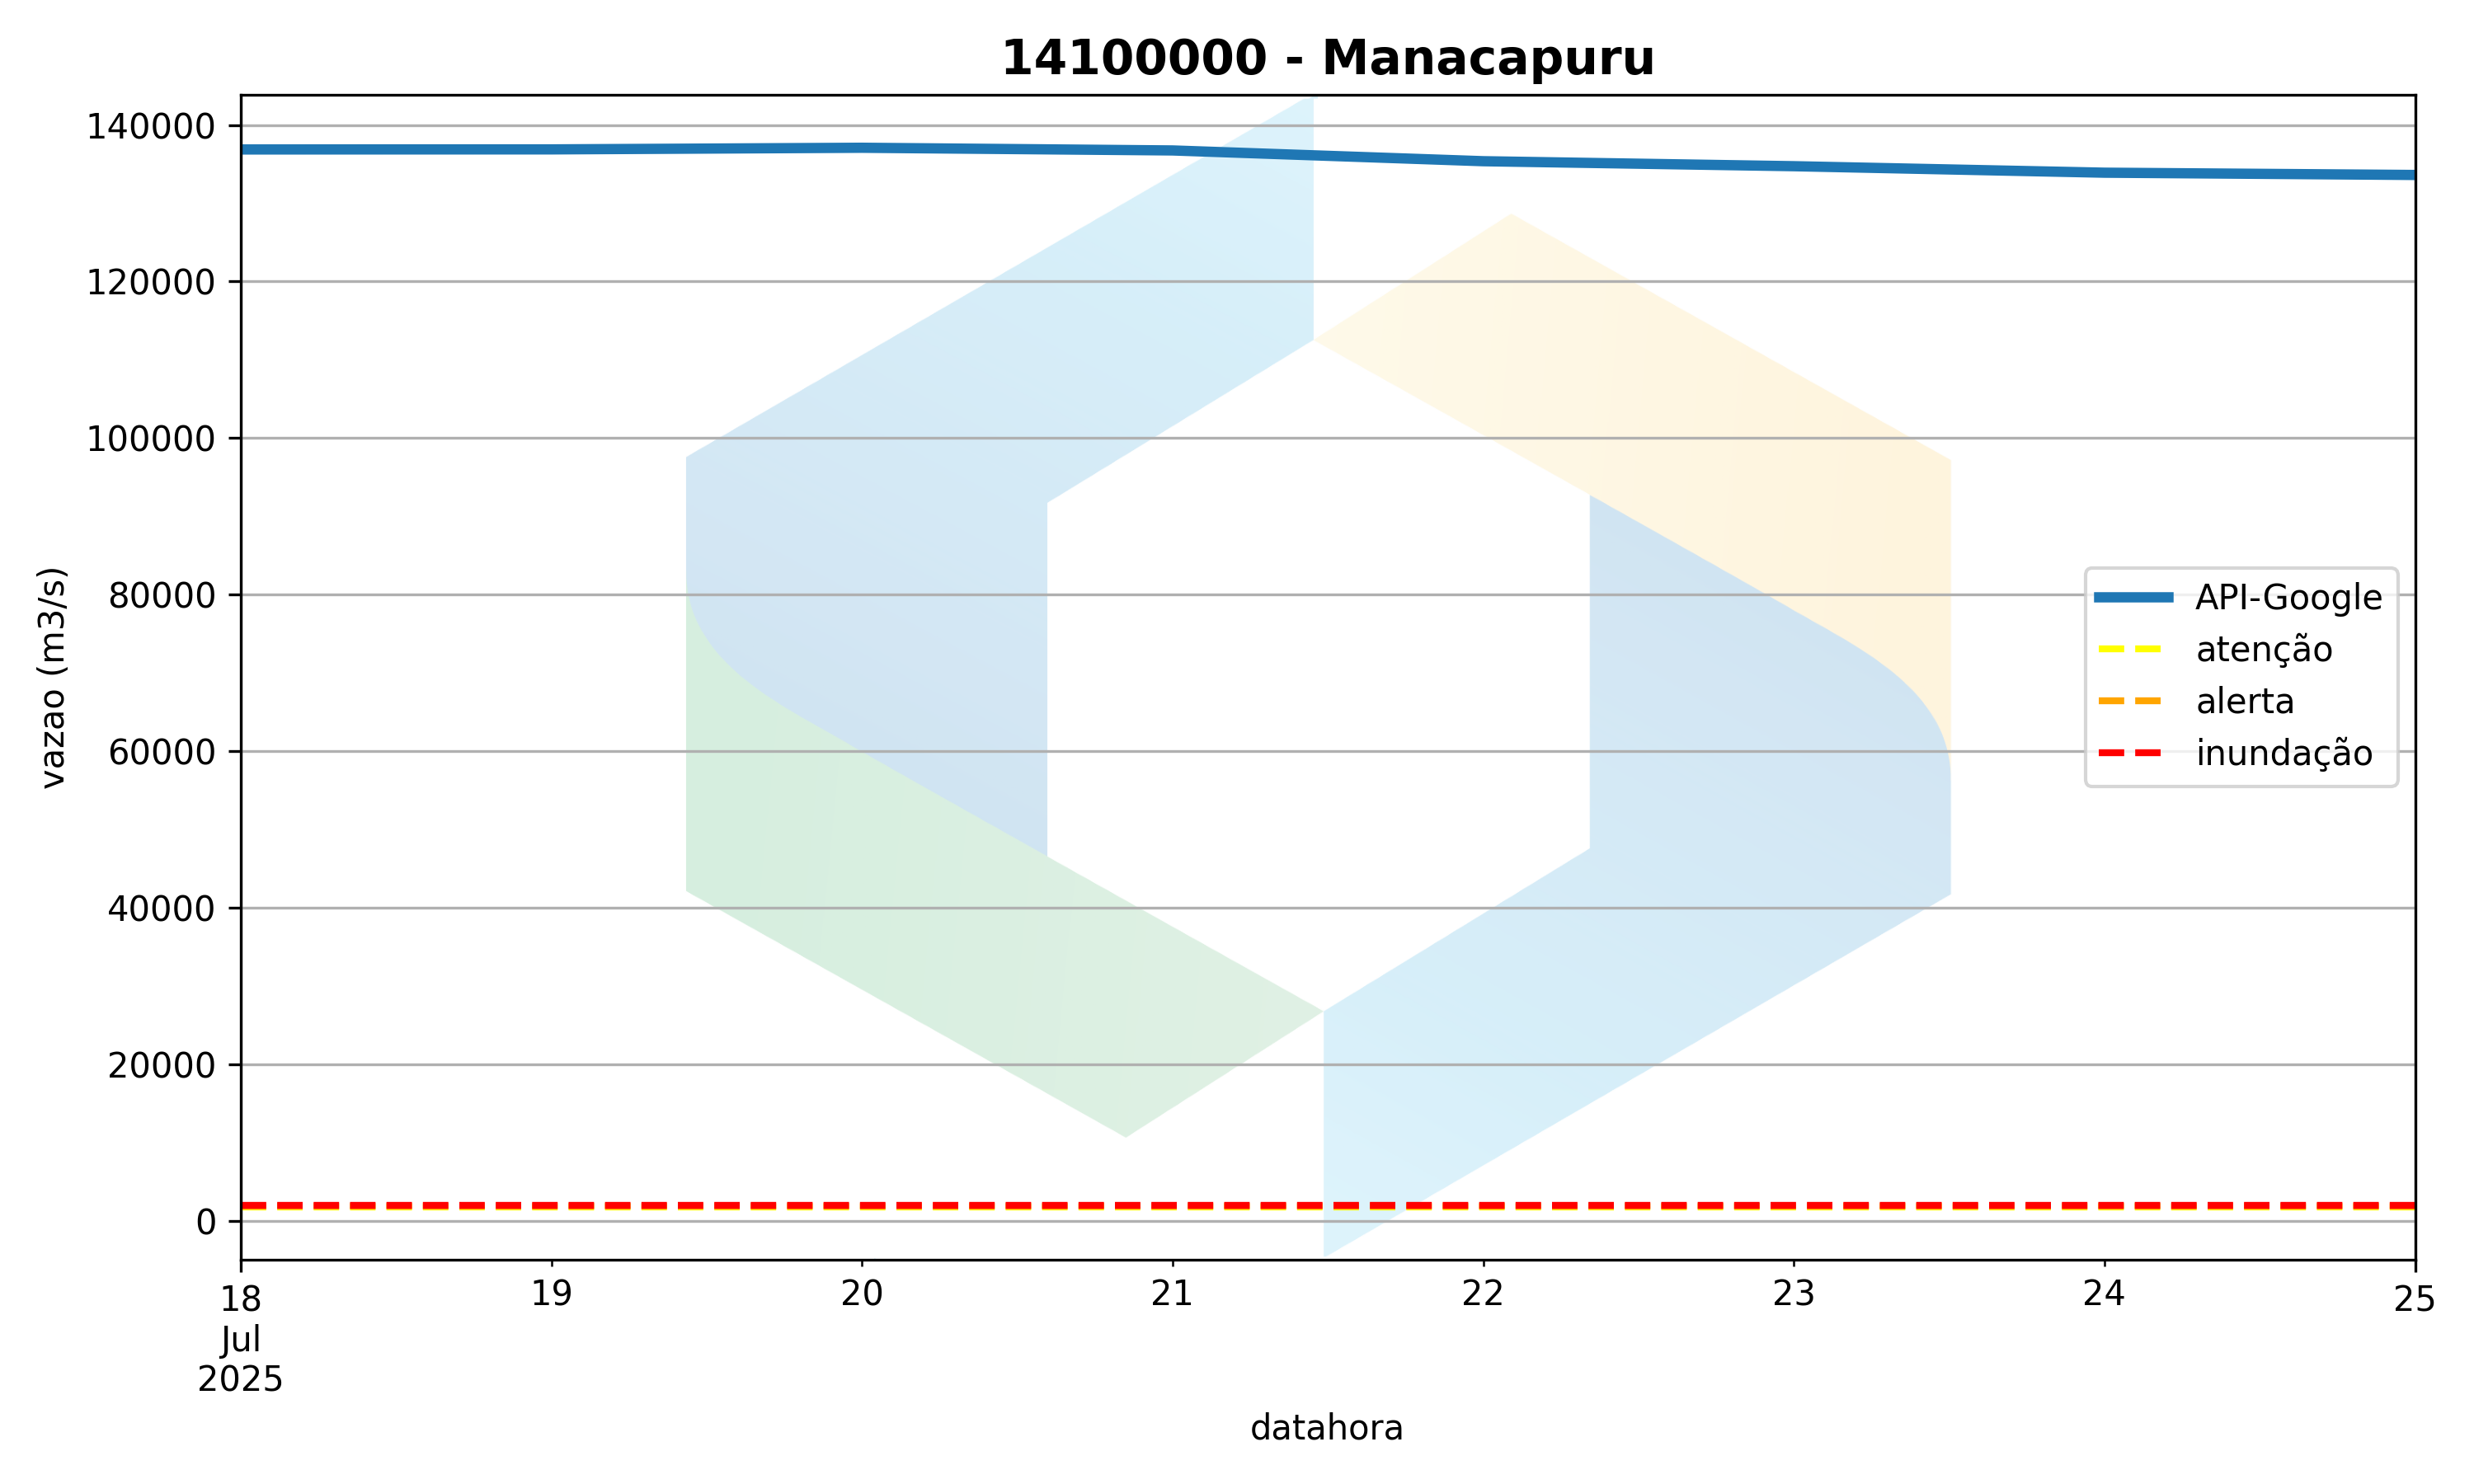 14100000 - Manacapuru
140000
120000
100000
80000
60000
40000
20000
0
vazao (m3/s)
API-Google
atenção
alerta
inundação
18 19 20 21 22 23 24 25
Jul
2025
datahora